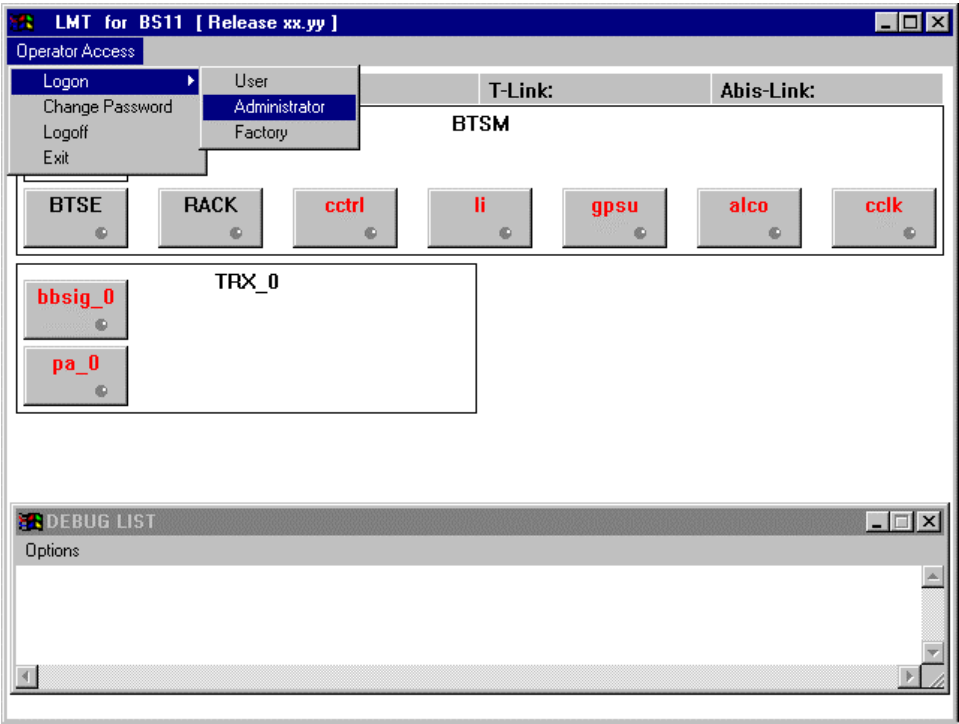 LMT for BS11 [ Release xx.yy ]
Operator Access
Logon User
Change Password Administrator
Logoff Factory
Exit
T-Link: Abis-Link:
BTSM
BTSE RACK cctrl li gpsu alco cclk
TRX_0
bbsig_0
pa_0
DEBUG LIST
Options